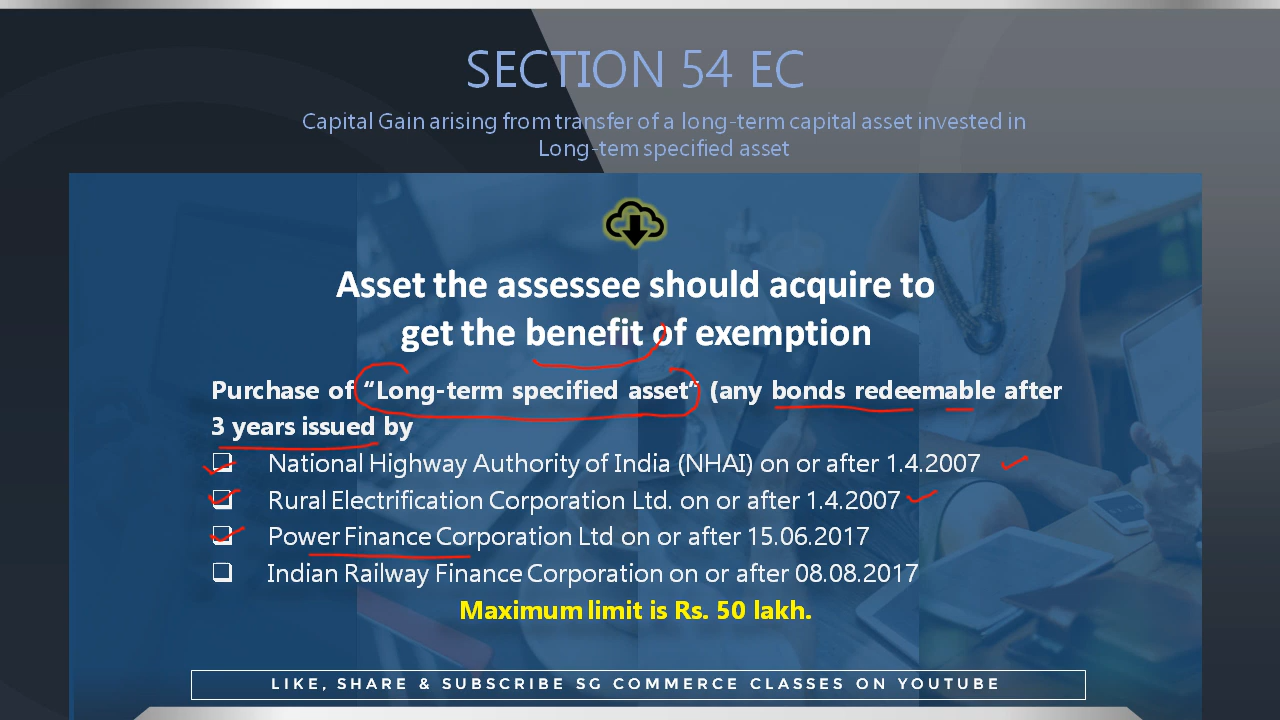 SECTION 54 EC
Capital Gain arising from transfer of a long-term capital asset invested in
Long-tem specified asset
Asset the assessee should acquire to
get the benefit of exemption
Purchase of “Long-term specified asset” (any bonds redeemable after
3 years issued by
National Highway Authority of India (NHAI) on or after 1.4.2007
Rural Electrification Corporation Ltd. on or after 1.4.2007
Power Finance Corporation Ltd on or after 15.06.2017
Indian Railway Finance Corporation on or after 08.08.2017
Maximum limit is Rs. 50 lakh.
LIKE, SHARE & SUBSCRIBE SG COMMERCE CLASSES ON YOUTUBE